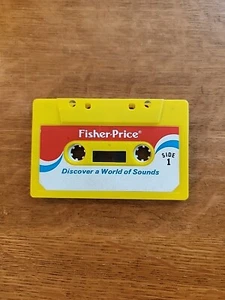 Fisher-Price®
SIDE
1
Discover a World of Sounds